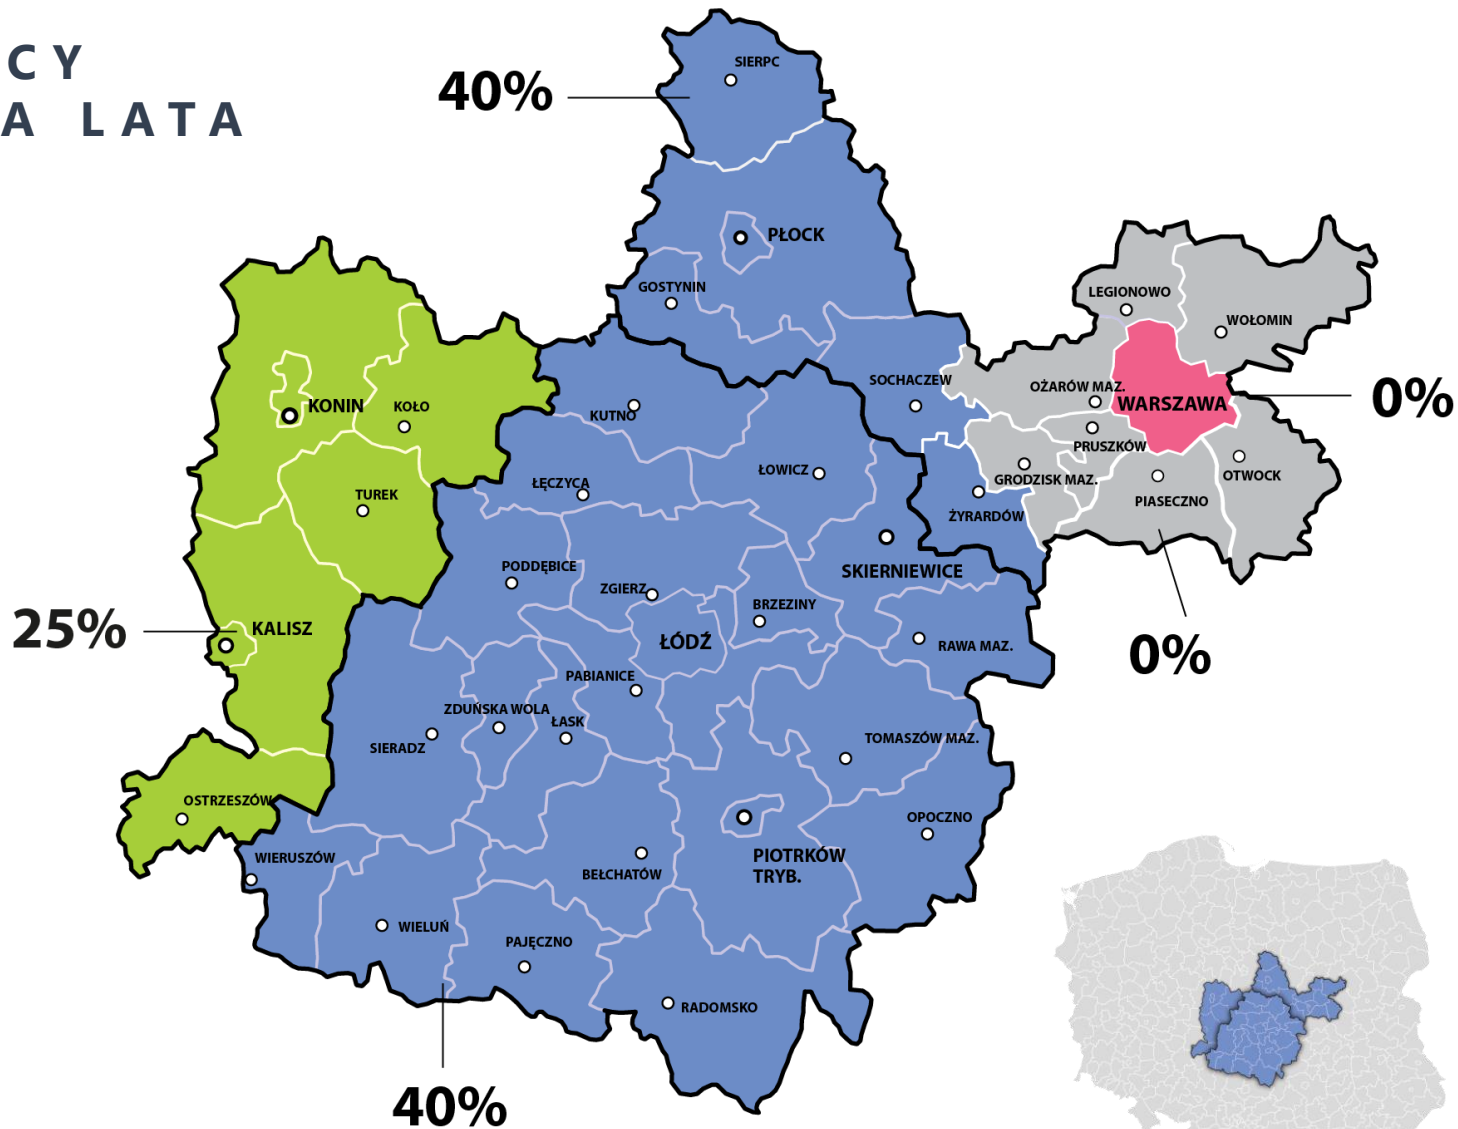 CY
A LATA
40%
SIERPC
PŁOCK
GOSTYNIN
LEGIONOWO
WOŁOMIN
SOCHACZEW
OŻARÓW MAZ.
WARSZAWA
0%
KONIN
KOŁO
KUTNO
PRUSZKÓW
GRODZISK MAZ.
OTWOCK
PIASECZNO
ŁOWICZ
ŁĘCZYCA
TUREK
ŻYRARDÓW
SKIERNIEWICE
PODDĘBICE
ZGIERZ
BRZEZINY
25%
KALISZ
ŁÓDŹ
RAWA MAZ.
0%
PABIANICE
ZDUŃSKA WOLA
ŁASK
SIERADZ
TOMASZÓW MAZ.
OSTRZESZÓW
OPOCZNO
WIERUSZÓW
PIOTRKÓW
TRYB.
BEŁCHATÓW
WIELUŃ
PAJĘCZNO
RADOMSKO
40%